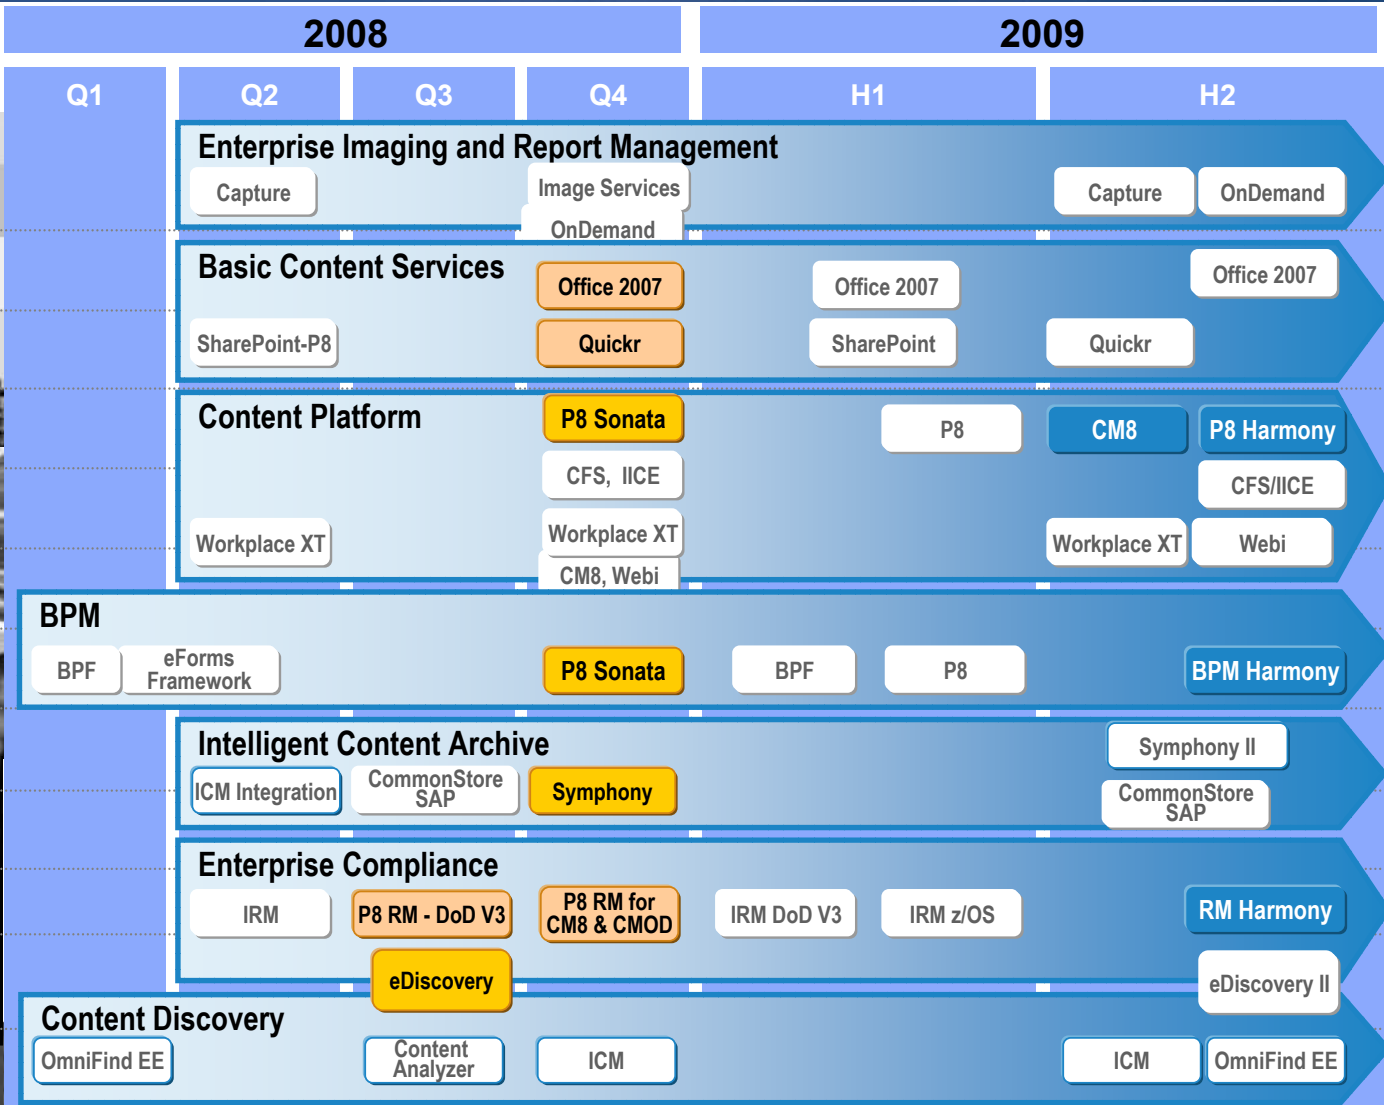 2008
2009
Q1
Q2
Q3
Q4
H1
H2
Enterprise Imaging and Report Management
Capture
Image Services
OnDemand
Capture
OnDemand
Basic Content Services
Office 2007
Office 2007
Office 2007
SharePoint-P8
Quickr
SharePoint
Quickr
Content Platform
P8 Sonata
P8
CM8
P8 Harmony
CFS, IICE
CFS/IICE
Workplace XT
Workplace XT
Workplace XT
Webi
CM8, Webi
BPM
BPF
eForms
Framework
P8 Sonata
BPF
P8
BPM Harmony
Intelligent Content Archive
Symphony II
ICM Integration
CommonStore
SAP
Symphony
CommonStore
SAP
Enterprise Compliance
IRM
P8 RM - DoD V3
P8 RM for
CM8 & CMOD
IRM DoD V3
IRM z/OS
RM Harmony
eDiscovery
eDiscovery II
Content Discovery
OmniFind EE
Content
Analyzer
ICM
ICM
OmniFind EE